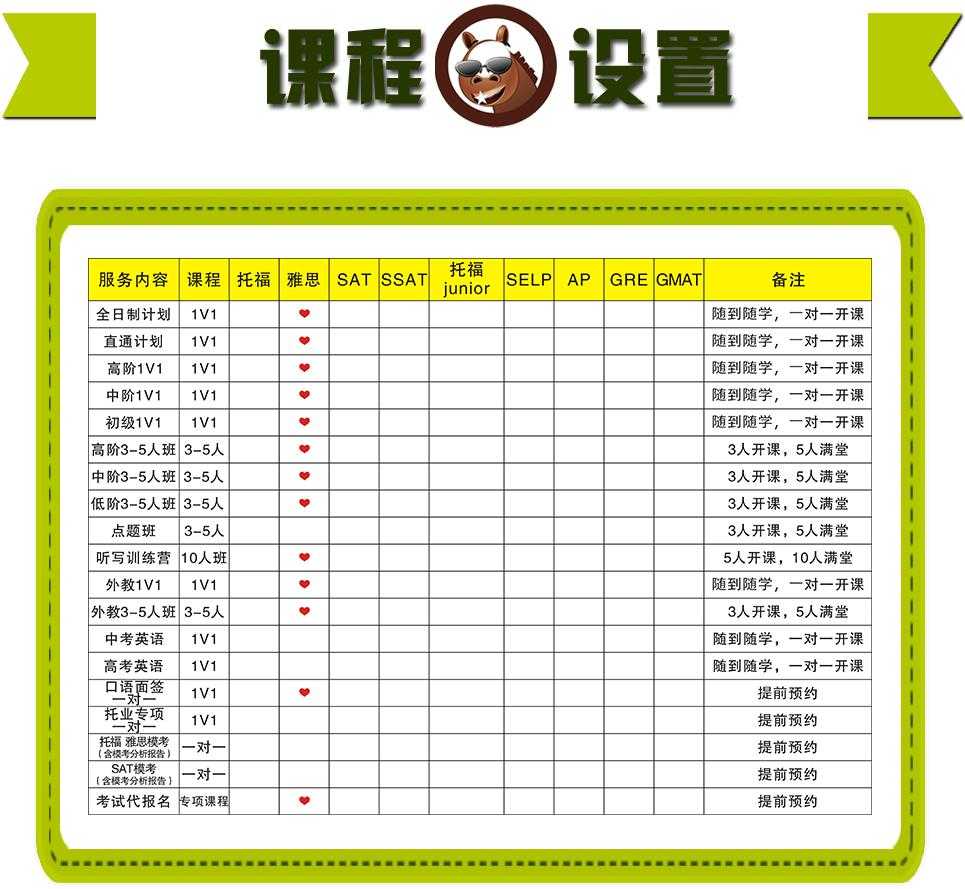 课程设置
服务内容 课程 托福 雅思 SAT SSAT 托福 junior SELP AP GRE GMAT 备注
全日制计划 1V1 随到随学，一对一开课
直通计划 1V1 随到随学，一对一开课
高阶1V1 1V1 随到随学，一对一开课
中阶1V1 1V1 随到随学，一对一开课
初级1V1 1V1 随到随学，一对一开课
高阶3-5人班 3-5人 3人开课，5人满堂
中阶3-5人班 3-5人 3人开课，5人满堂
低阶3-5人班 3-5人 3人开课，5人满堂
点题班 3-5人 3人开课，5人满堂
听写训练营 10人班 5人开课，10人满堂
外教1V1 1V1 随到随学，一对一开课
外教3-5人班 3-5人 3人开课，5人满堂
中考英语 1V1 随到随学，一对一开课
高考英语 1V1 随到随学，一对一开课
口语面签
一对一 1V1 提前预约
托业专项
一对一 1V1 提前预约
托福 雅思模考
(含模考分析报告) 一对一 提前预约
SAT模考
(含模考分析报告) 一对一 提前预约
考试代报名 专项课程 提前预约